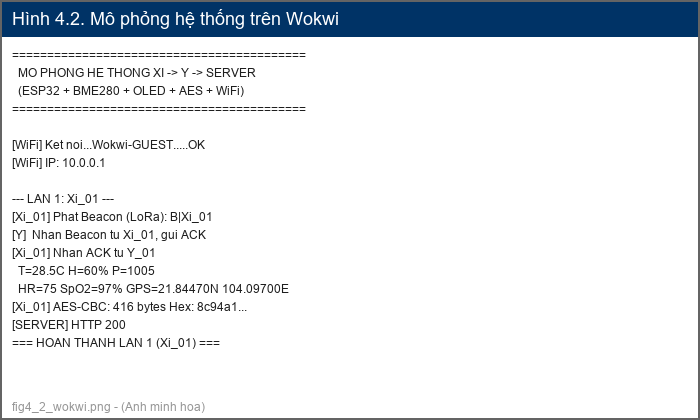 Hình 4.2. Mô phỏng hệ thống trên Wokwi
==========================================
MO PHONG HE THONG XI -> Y -> SERVER
(ESP32 + BME280 + OLED + AES + WiFi)
==========================================
[WiFi] Ket noi...Wokwi-GUEST.....OK
[WiFi] IP: 10.0.0.1
--- LAN 1: Xi_01 ---
[Xi_01] Phat Beacon (LoRa): B|Xi_01
[Y]  Nhan Beacon tu Xi_01, gui ACK
[Xi_01] Nhan ACK tu Y_01
T=28.5C H=60% P=1005
HR=75 SpO2=97% GPS=21.84470N 104.09700E
[Xi_01] AES-CBC: 416 bytes Hex: 8c94a1...
[SERVER] HTTP 200
=== HOAN THANH LAN 1 (Xi_01) ===
fig4_2_wokwi.png - (Anh minh hoa)